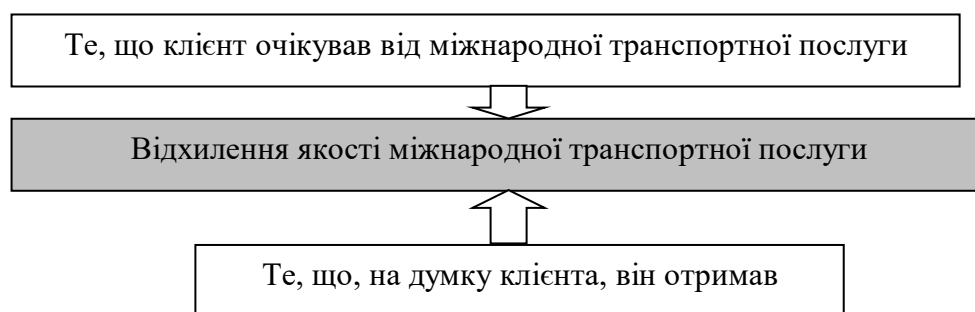 Те, що клієнт очікував від міжнародної транспортної послуги
Відхилення якості міжнародної транспортної послуги
Те, що, на думку клієнта, він отримав